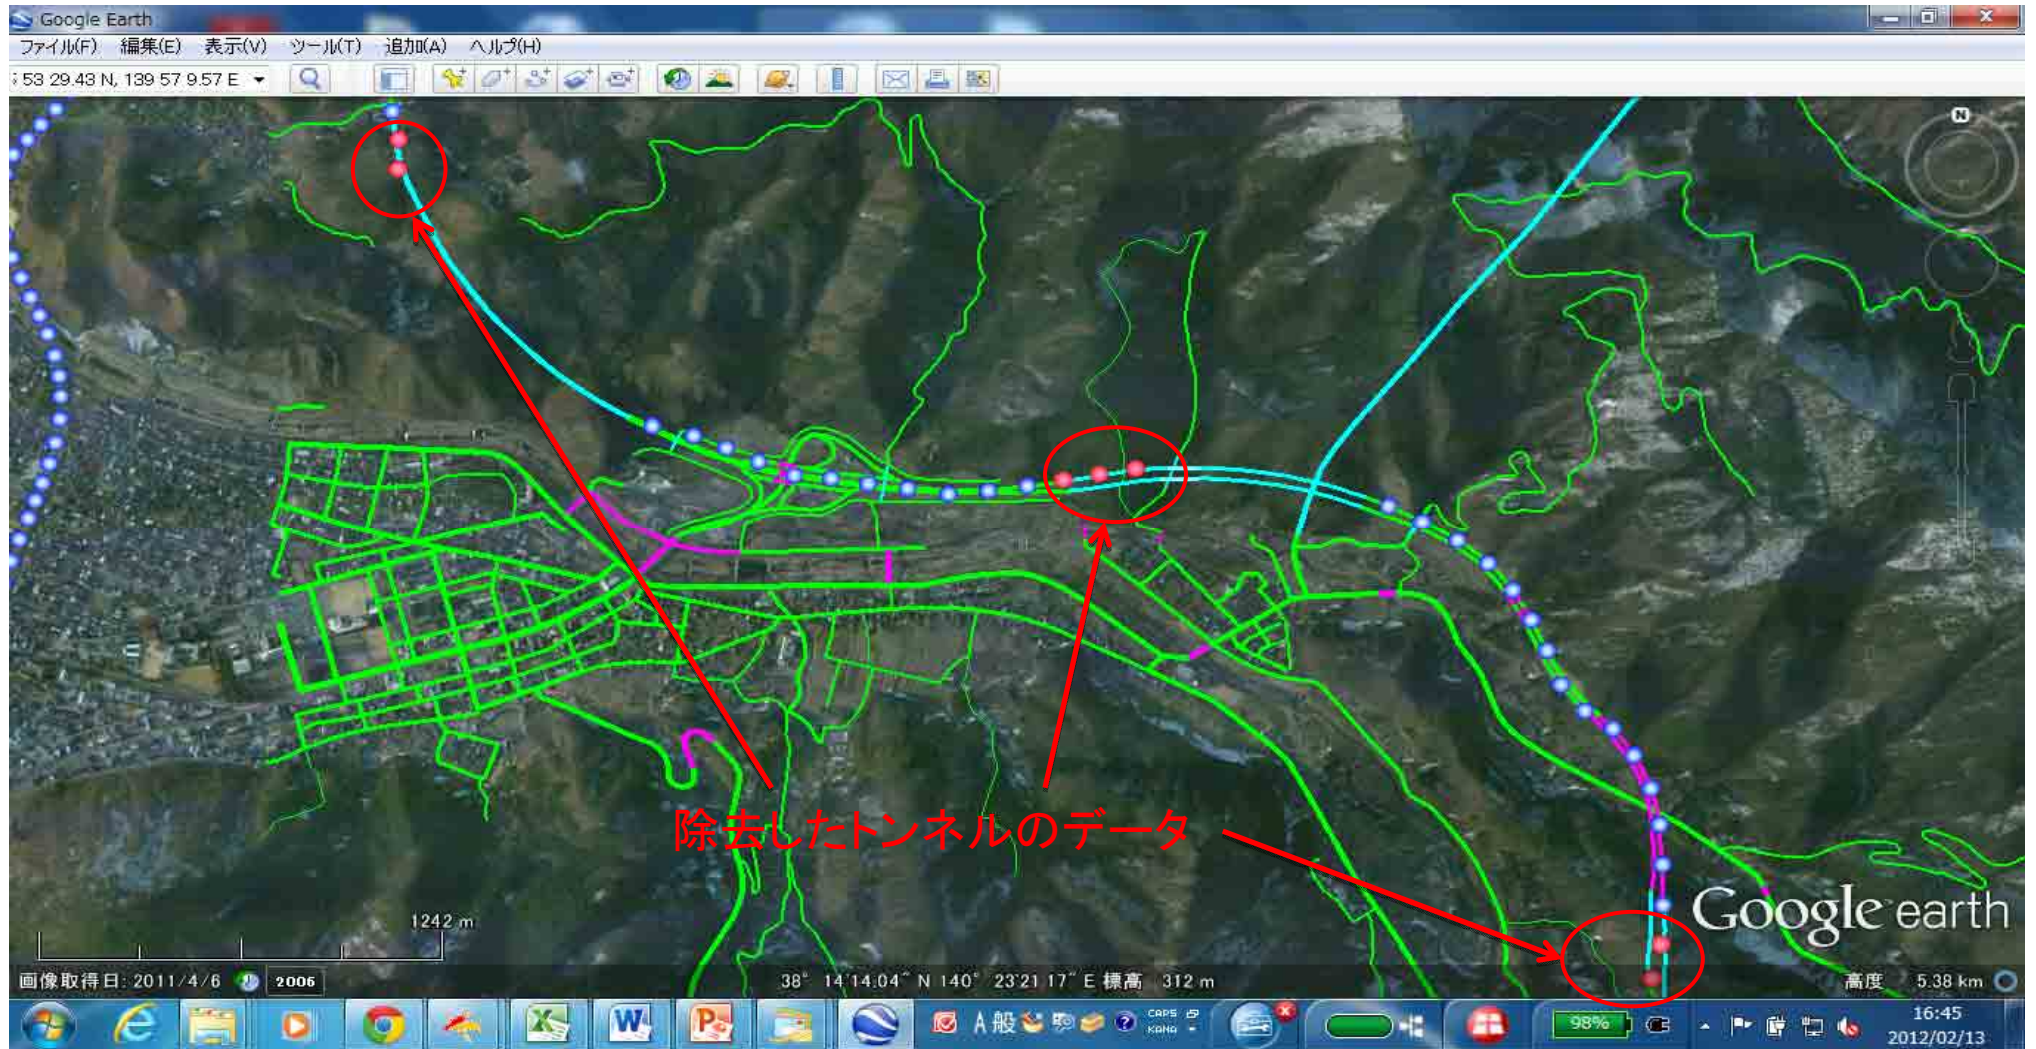 Google Earth
ファイル(F) 編集(E) 表示(V) ツール(T) 追加(A) ヘルプ(H)
53 29.43 N, 139 57 9.57 E
N
除去したトンネルのデータ
Google earth
1242 m
画像取得日: 2011/4/6 2006
38° 14'14.04" N 140° 23'21.17" E 標高 312 m
高度 5.38 km
A 般 CAPS KANA
98%
16:45
2012/02/13